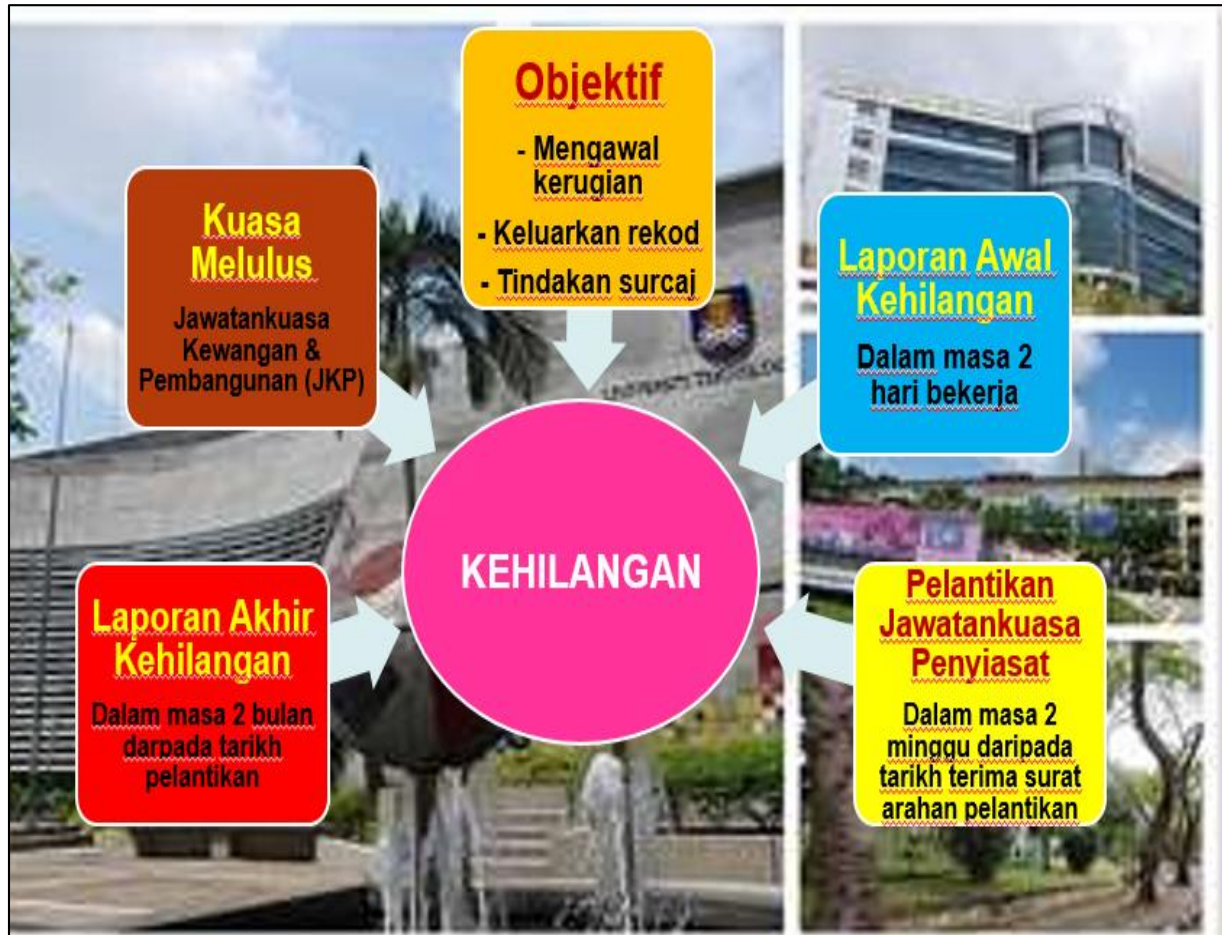 Objektif
- Mengawal
kerugian
- Keluarkan rekod
- Tindakan surcaj
Laporan Awal
Kehilangan
Dalam masa 2
hari bekerja
Pelantikan
Jawatankuasa
Penyiasat
Dalam masa 2
minggu daripada
tarikh terima surat
arahan pelantikan
Laporan Akhir
Kehilangan
Dalam masa 2 bulan
darpada tarikh
pelantikan
Kuasa
Melulus
Jawatankuasa
Kewangan &
Pembangunan (JKP)
KEHILANGAN